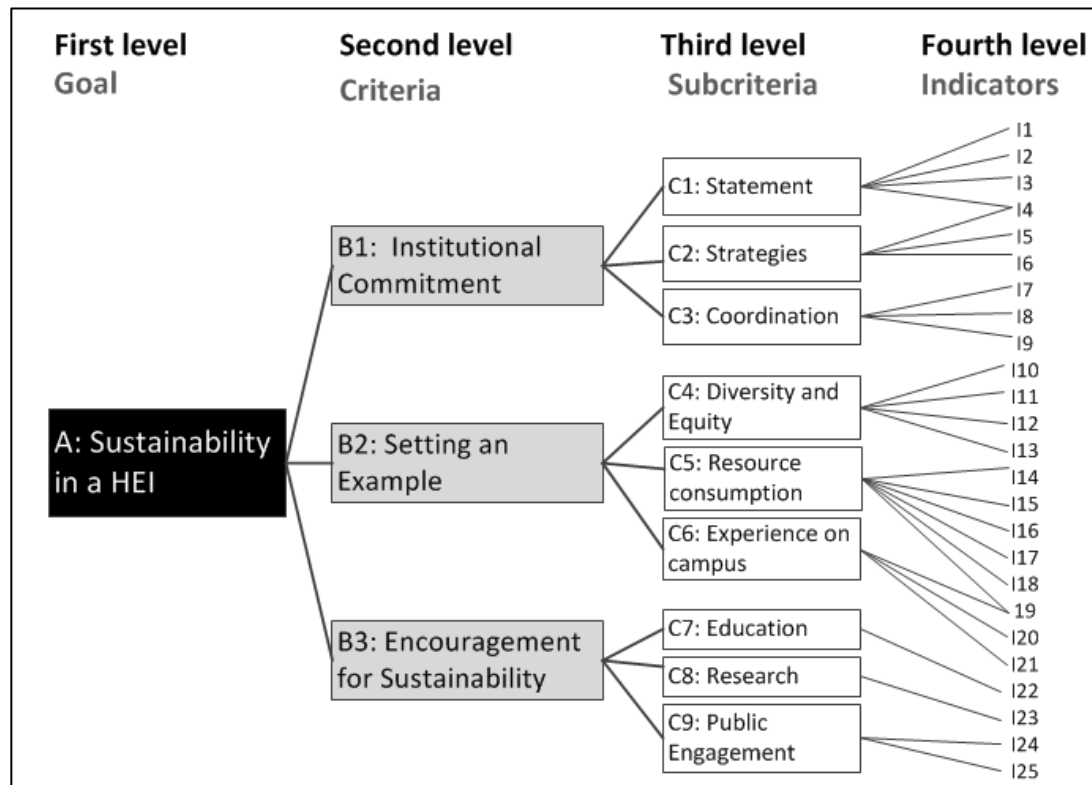 First level
Goal
Second level
Criteria
Third level
Subcriteria
Fourth level
Indicators
A: Sustainability
in a HEI
B1:  Institutional
Commitment
B2: Setting an
Example
B3: Encouragement
for Sustainability
C1: Statement
C2: Strategies
C3: Coordination
C4: Diversity and
Equity
C5: Resource
consumption
C6: Experience on
campus
C7: Education
C8: Research
C9: Public
Engagement
I1
I2
I3
I4
I5
I6
I7
I8
I9
I10
I11
I12
I13
I14
I15
I16
I17
I18
19
I20
I21
I22
I23
I24
I25